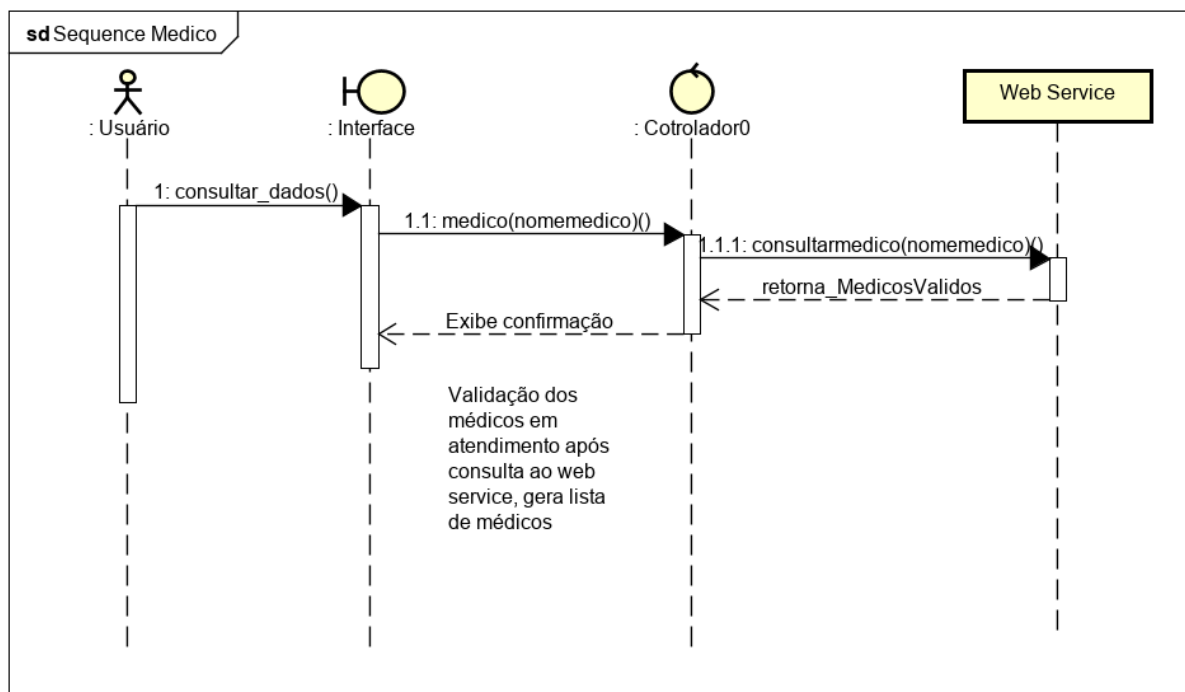 sd Sequence Medico
: Usuário
: Interface
: Cotrolador0
Web Service
1: consultar_dados()
1.1: medico(nomemedico)()
1.1.1: consultarmedico(nomemedico)()
retorna_MedicosValidos
Exibe confirmação
Validação dos
médicos em
atendimento após
consulta ao web
service, gera lista
de médicos